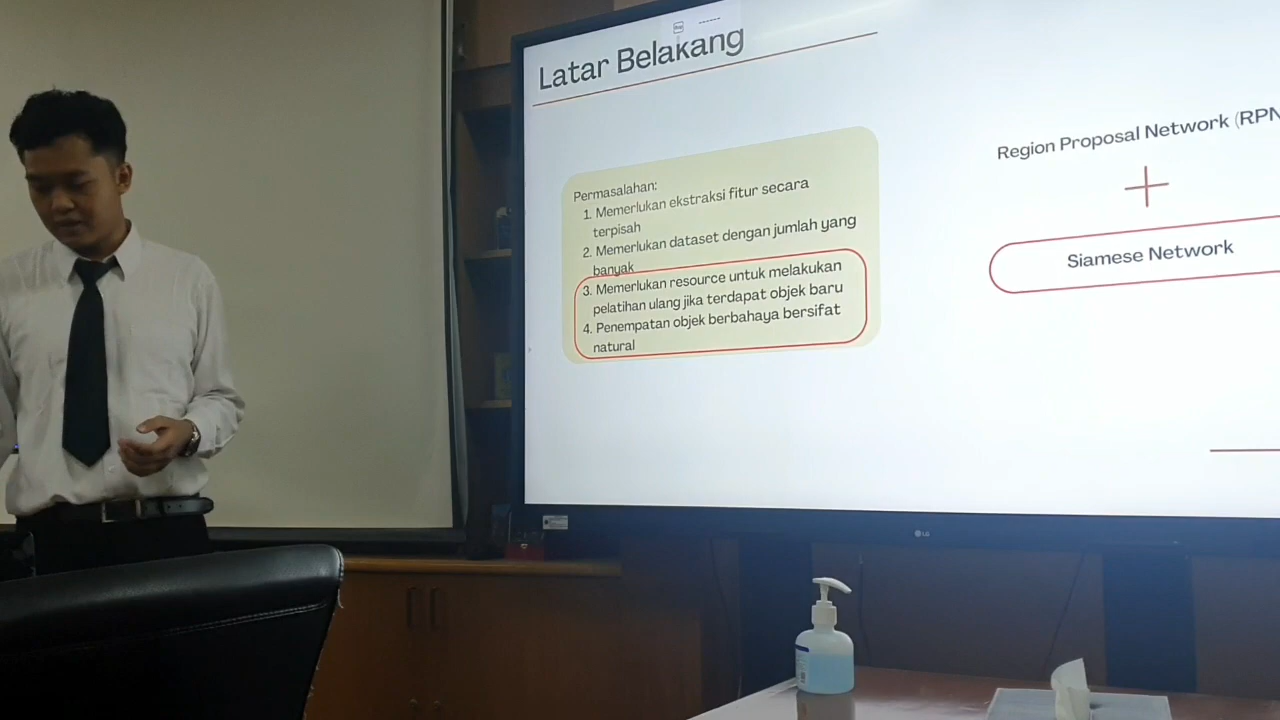 Latar Belakang
Permasalahan:
1. Memerlukan ekstraksi fitur secara
terpisah
2. Memerlukan dataset dengan jumlah yang
banyak
3. Memerlukan resource untuk melakukan
pelatihan ulang jika terdapat objek baru
4. Penempatan objek berbahaya bersifat
natural
Region Proposal Network (RPN
+
Siamese Network
LG